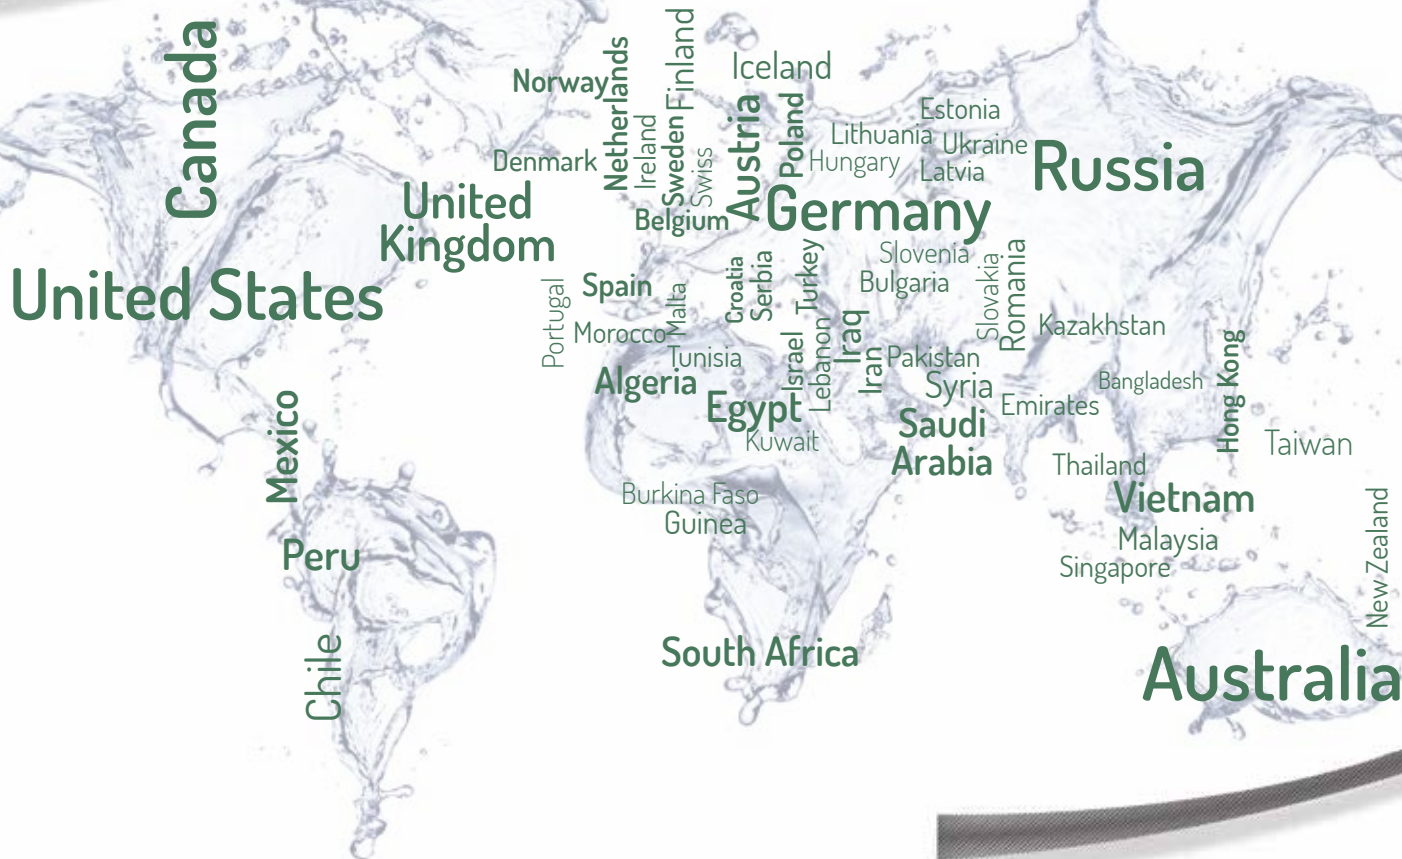 Canada
Finland
Iceland
Norway
Netherlands
Estonia
Ireland
Sweden
Swiss
Austria
Poland
Lithuania
Ukraine
Denmark
Hungary
Latvia
Russia
United
Kingdom
Belgium
Germany
United States
Portugal
Spain
Malta
Croatia
Serbia
Turkey
Slovenia
Bulgaria
Slovakia
Romania
Kazakhstan
Morocco
Tunisia
Israel
Lebanon
Iraq
Iran
Pakistan
Algeria
Syria
Bangladesh
Hong Kong
Egypt
Emirates
Saudi
Arabia
Kuwait
Taiwan
Mexico
Thailand
Burkina Faso
Vietnam
Guinea
Malaysia
Peru
Singapore
New Zealand
Chile
South Africa
Australia